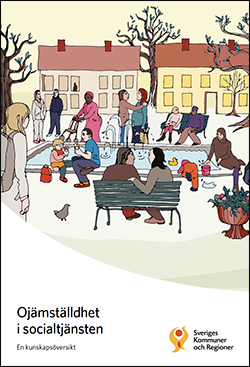 Ojämställdhet
i socialtjänsten
En kunskapsöversikt
Sveriges
Kommuner
och Regioner